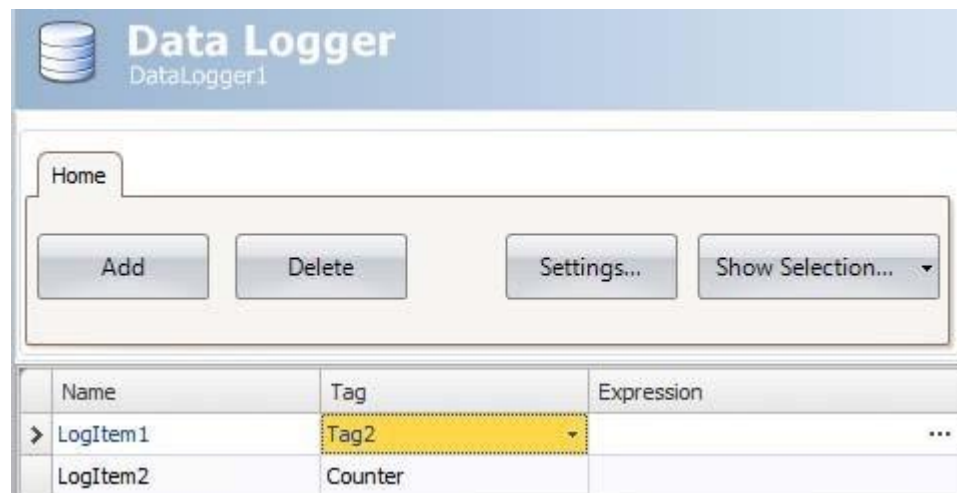 Data Logger
DataLogger1
Home
Add Delete Settings... Show Selection...
Name Tag Expression
LogItem1 Tag2 ...
LogItem2 Counter